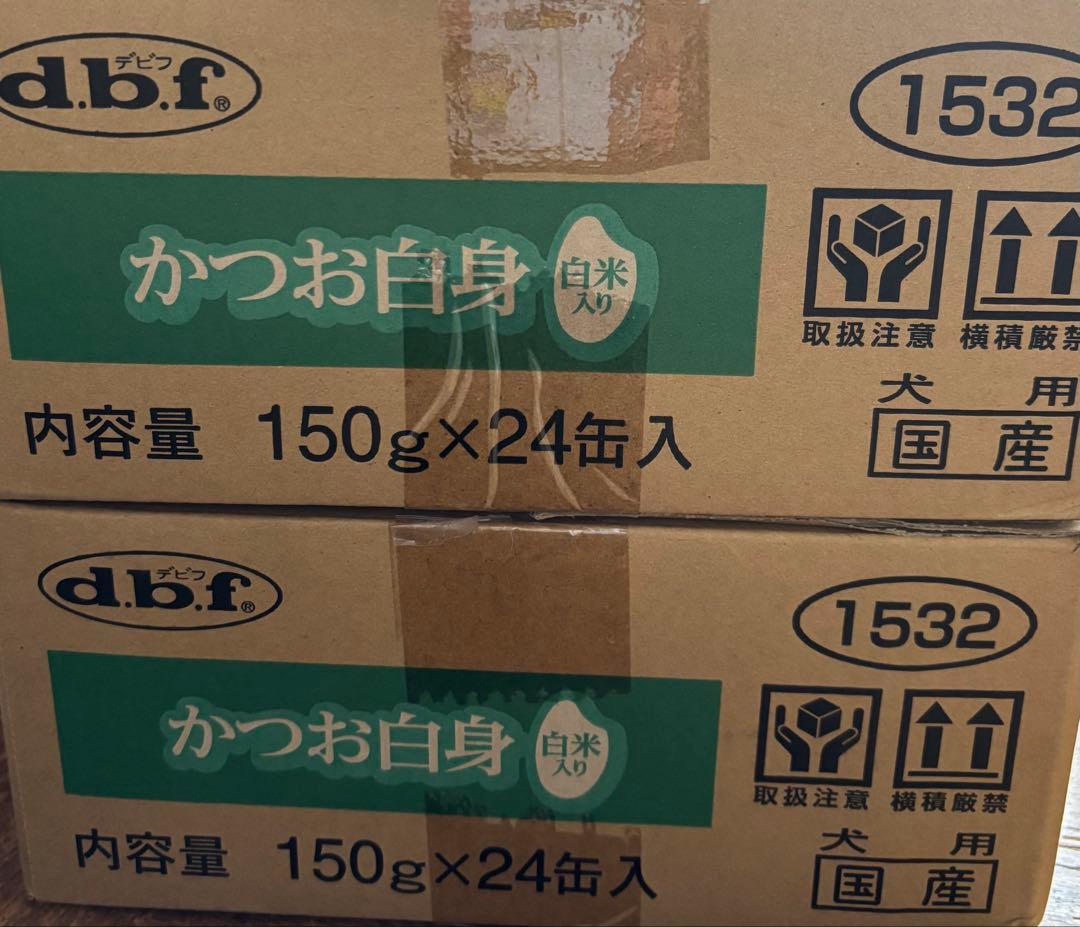 デビフ
d.b.f®
1532
かつお白身
白米
入り
取扱注意
横積厳禁
内容量 150g×24缶入
犬用
国産
デビフ
d.b.f®
1532
かつお白身
白米
入り
取扱注意
横積厳禁
内容量 150g×24缶入
犬用
国産